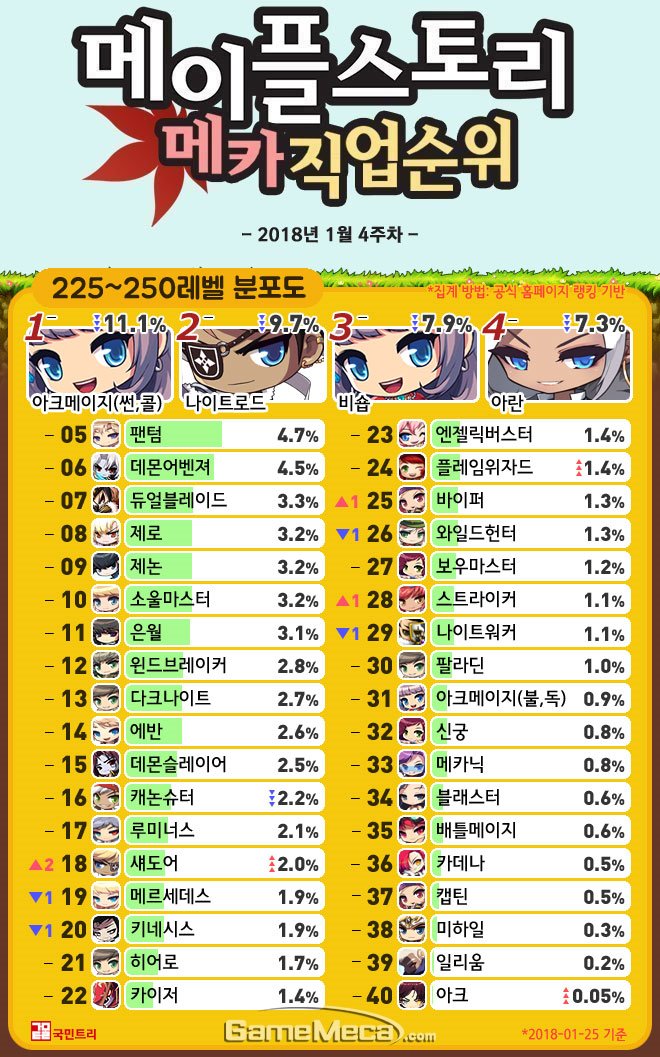 메이플스토리
메카 직업순위
- 2018년 1월 4주차 -
225~250레벨 분포도
*집계 방법: 공식 홈페이지 랭킹 기반
1 - 11.1%
아크메이지(썬,콜)
2 - 9.7%
나이트로드
3 - 7.9%
비숍
4 - 7.3%
아란
- 05 팬텀 4.7%
- 06 데몬어벤져 4.5%
- 07 듀얼블레이드 3.3%
- 08 제로 3.2%
- 09 제논 3.2%
- 10 소울마스터 3.2%
- 11 은월 3.1%
- 12 윈드브레이커 2.8%
- 13 다크나이트 2.7%
- 14 에반 2.6%
- 15 데몬슬레이어 2.5%
- 16 캐논슈터 2.2%
- 17 루미너스 2.1%
▲2 18 섀도어 2.0%
▼1 19 메르세데스 1.9%
▼1 20 키네시스 1.9%
- 21 히어로 1.7%
- 22 카이저 1.4%
- 23 엔젤릭버스터 1.4%
- 24 플레임위자드 1.4%
▲1 25 바이퍼 1.3%
▼1 26 와일드헌터 1.3%
- 27 보우마스터 1.2%
▲1 28 스트라이커 1.1%
▼1 29 나이트워커 1.1%
- 30 팔라딘 1.0%
- 31 아크메이지(불,독) 0.9%
- 32 신궁 0.8%
- 33 메카닉 0.8%
- 34 블래스터 0.6%
- 35 배틀메이지 0.6%
- 36 카데나 0.5%
- 37 캡틴 0.5%
- 38 미하일 0.3%
- 39 일리움 0.2%
- 40 아크 0.05%
국민트리
GameMeca.com
*2018-01-25 기준